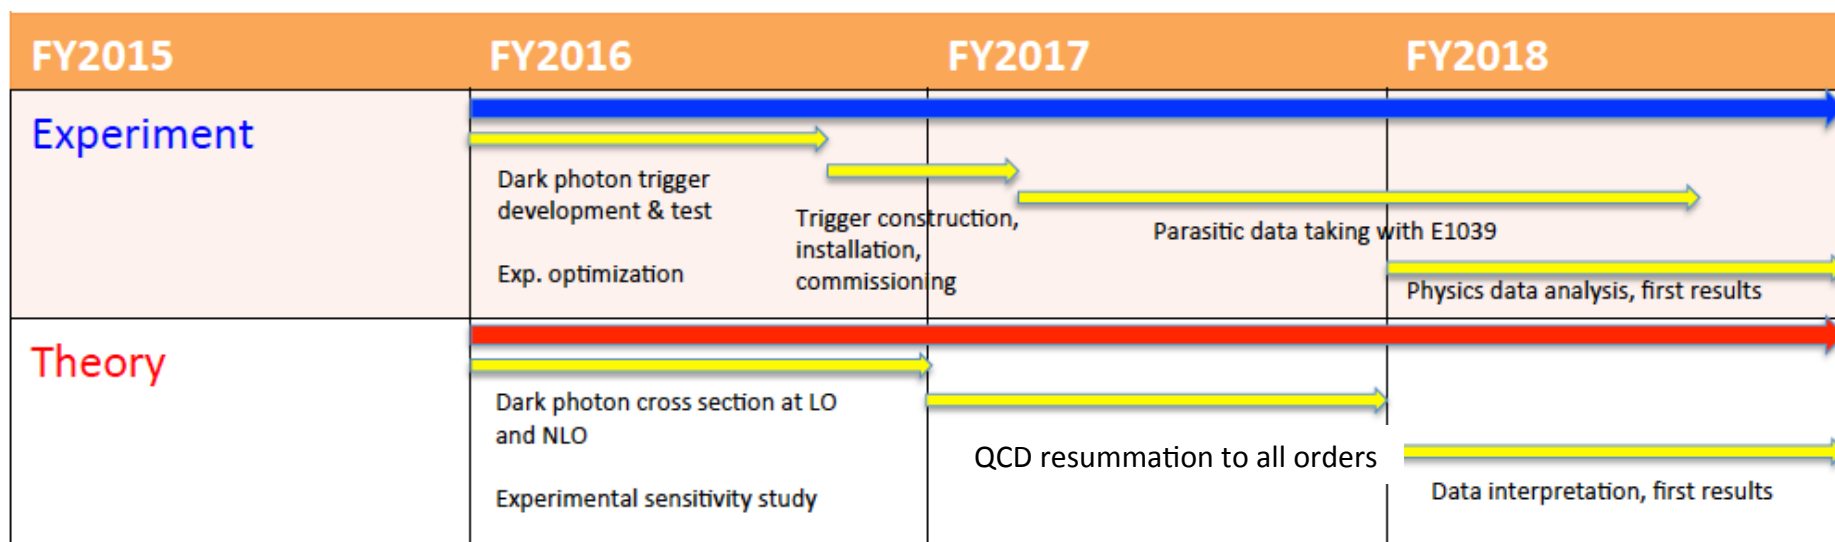 FY2015 FY2016 FY2017 FY2018
Experiment
Dark photon trigger
development & test
Exp. optimization
Trigger construction,
installation,
commissioning
Parasitic data taking with E1039
Physics data analysis, first results
Theory
Dark photon cross section at LO
and NLO
Experimental sensitivity study
QCD resummation to all orders
Data interpretation, first results